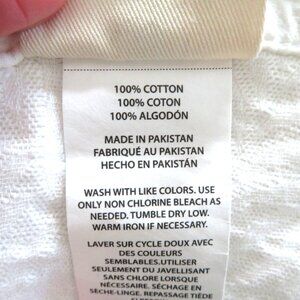 100% COTTON
100% COTON
100% ALGODÓN
MADE IN PAKISTAN
FABRIQUÉ AU PAKISTAN
HECHO EN PAKISTÁN
WASH WITH LIKE COLORS. USE
ONLY NON CHLORINE BLEACH AS
NEEDED. TUMBLE DRY LOW.
WARM IRON IF NECESSARY.
LAVER SUR CYCLE DOUX AVEC
DES COULEURS
SEMBLABLES.UTILISER
SEULEMENT DU JAVELLISANT
SANS CHLORE LORSQUE
NÉCESSAIRE. SÉCHAGE EN
SÈCHE-LINGE. REPASSAGE TIÈDE